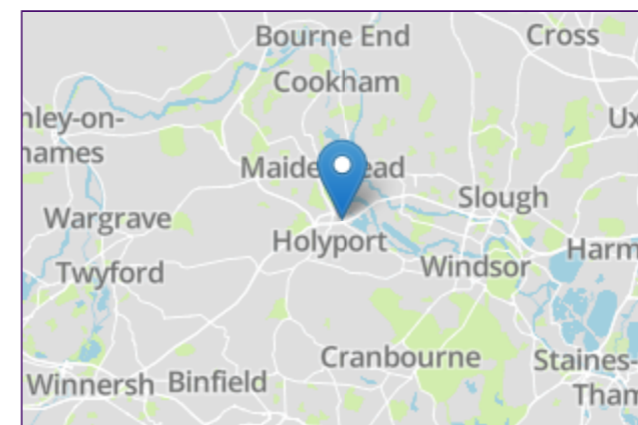 Bourne End
Cross
Cookham
nley-on-
hames
Ux
Maide ead
Slough
Wargrave
Holyport
Harm
Windsor
Twyford
Cranbourne
Staines-
Winnersh
Binfield
Tham